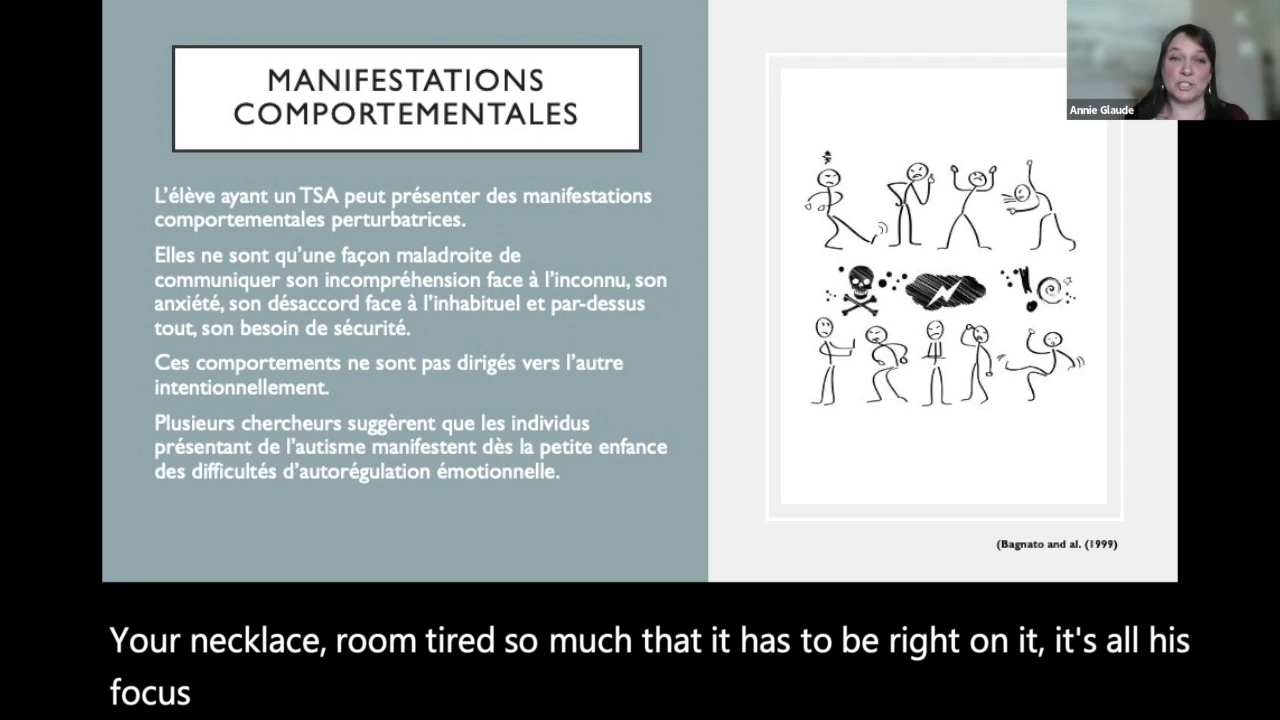 MANIFESTATIONS
COMPORTEMENTALES
L'élève ayant un TSA peut présenter des manifestations
comportementales perturbatrices.
Elles ne sont qu'une façon maladroite de
communiquer son incompréhension face à l'inconnu, son
anxiété, son désaccord face à l'inhabituel et par-dessus
tout, son besoin de sécurité.
Ces comportements ne sont pas dirigés vers l'autre
intentionnellement.
Plusieurs chercheurs suggèrent que les individus
présentant de l'autisme manifestent dès la petite enfance
des difficultés d'autorégulation émotionnelle.
Annie Glaude
(Bagnato and al. (1999)
Your necklace, room tired so much that it has to be right on it, it's all his
focus